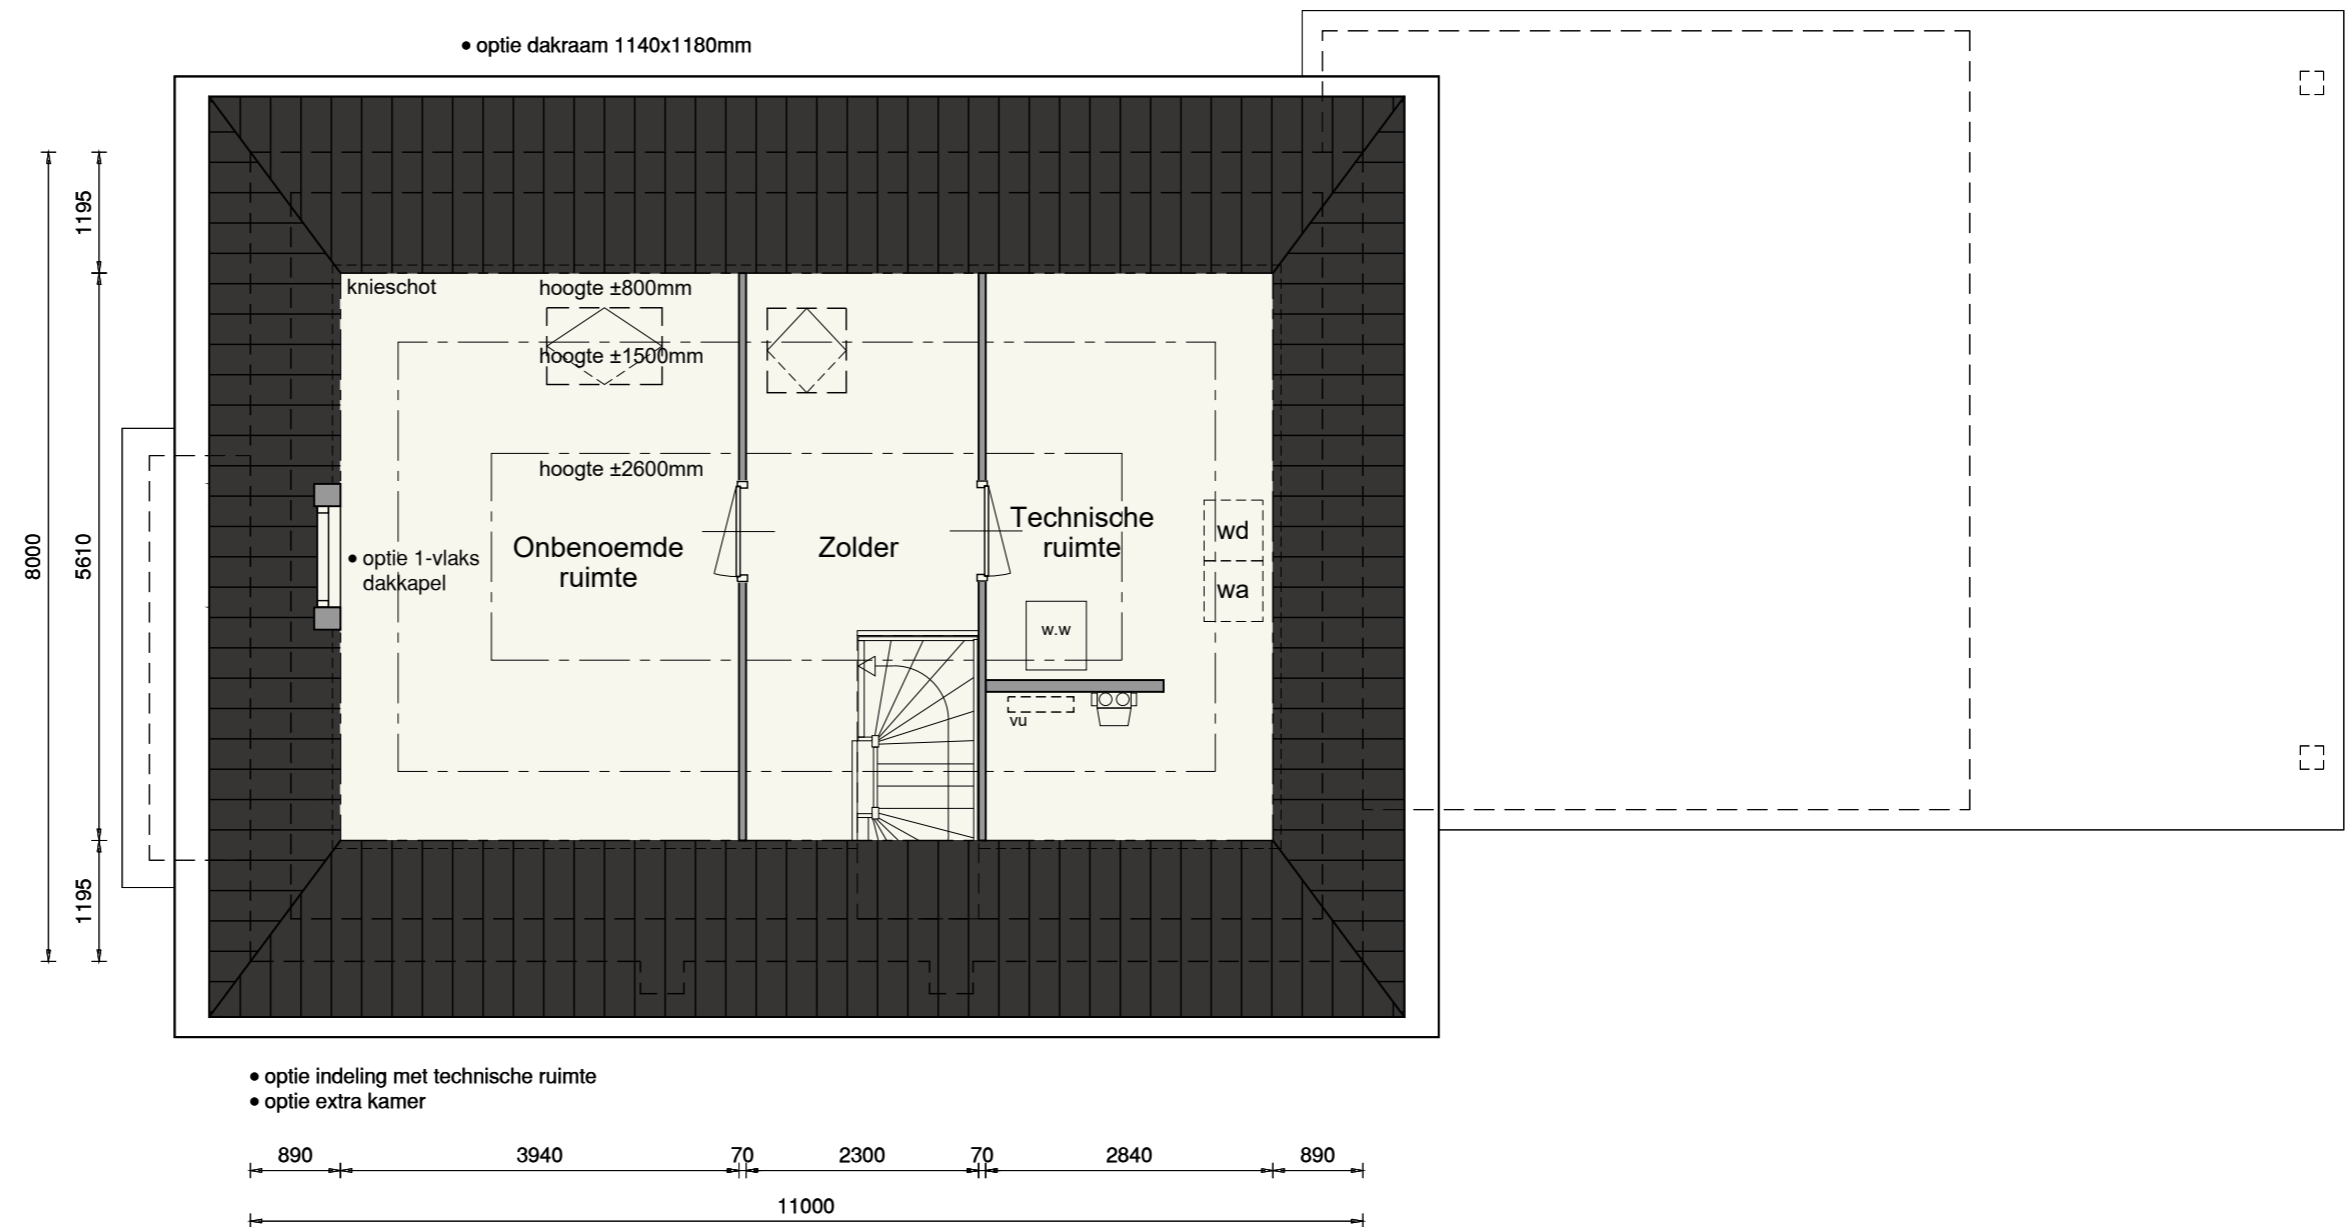 • optie dakraam 1140x1180mm
knieschot
hoogte ±800mm
hoogte ±1500mm
hoogte ±2600mm
• optie 1-vlaks
dakkapel
Onbenoemde
ruimte
Zolder
Technische
ruimte
wd
wa
w.w
vu
1195
5610
1195
8000
• optie indeling met technische ruimte
• optie extra kamer
890
3940
70
2300
70
2840
890
11000